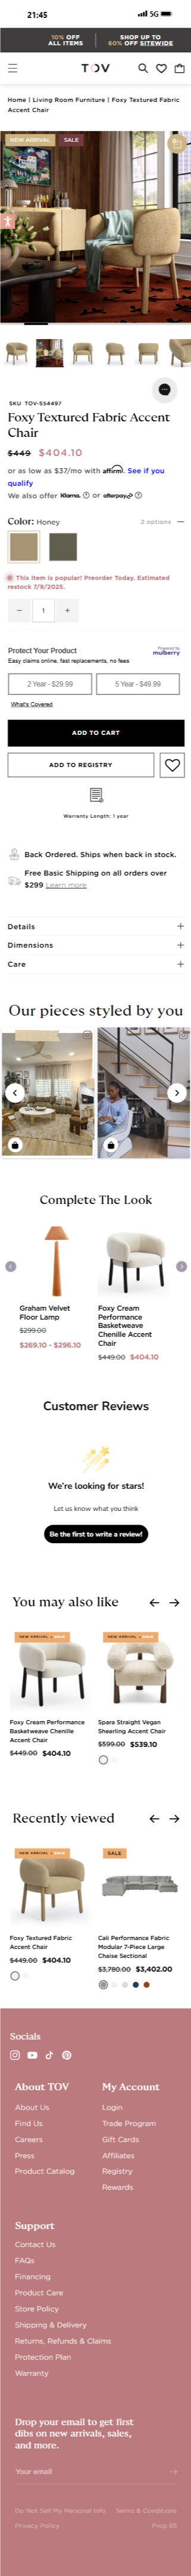 21:45
5G
10% OFF
ALL ITEMS
SHOP UP TO
60% OFF SITEWIDE
TOV
Home | Living Room Furniture | Foxy Textured Fabric
Accent Chair
NEW ARRIVAL
SALE
SKU TOV-S54497
Foxy Textured Fabric Accent
Chair
$449 $404.10
or as low as $37/mo with affirm. See if you
qualify
We also offer Klarna. or afterpay
Color: Honey
2 options
This item is popular! Preorder Today. Estimated
restock 7/9/2025.
1
Protect Your Product
Easy claims online, fast replacements, no fees
Powered by
mulberry
2 Year - $29.99
5 Year - $49.99
What's Covered
ADD TO CART
ADD TO REGISTRY
Warranty Length: 1 year
Back Ordered. Ships when back in stock.
Free Basic Shipping on all orders over
$299 Learn more
Details
Dimensions
Care
Our pieces styled by you
Complete The Look
Graham Velvet
Floor Lamp
$299.00
$269.10 - $296.10
Foxy Cream
Performance
Basketweave
Chenille Accent
Chair
$449.00 $404.10
Customer Reviews
We're looking for stars!
Let us know what you think
Be the first to write a review!
You may also like
NEW ARRIVAL + SALE
NEW ARRIVAL + SALE
Foxy Cream Performance
Basketweave Chenille
Accent Chair
$449.00 $404.10
Spara Straight Vegan
Shearling Accent Chair
$599.00 $539.10
Recently viewed
NEW ARRIVAL + SALE
SALE
Foxy Textured Fabric
Accent Chair
$449.00 $404.10
Cali Performance Fabric
Modular 7-Piece Large
Chaise Sectional
$3,780.00 $3,402.00
Socials
About TOV
About Us
Find Us
Careers
Press
Product Catalog
My Account
Login
Trade Program
Gift Cards
Affiliates
Registry
Rewards
Support
Contact Us
FAQs
Financing
Product Care
Store Policy
Shipping & Delivery
Returns, Refunds & Claims
Protection Plan
Warranty
Drop your email to get first
dibs on new arrivals, sales,
and more.
Your email
Do Not Sell My Personal Info
Terms & Conditions
Privacy Policy
Prop 65